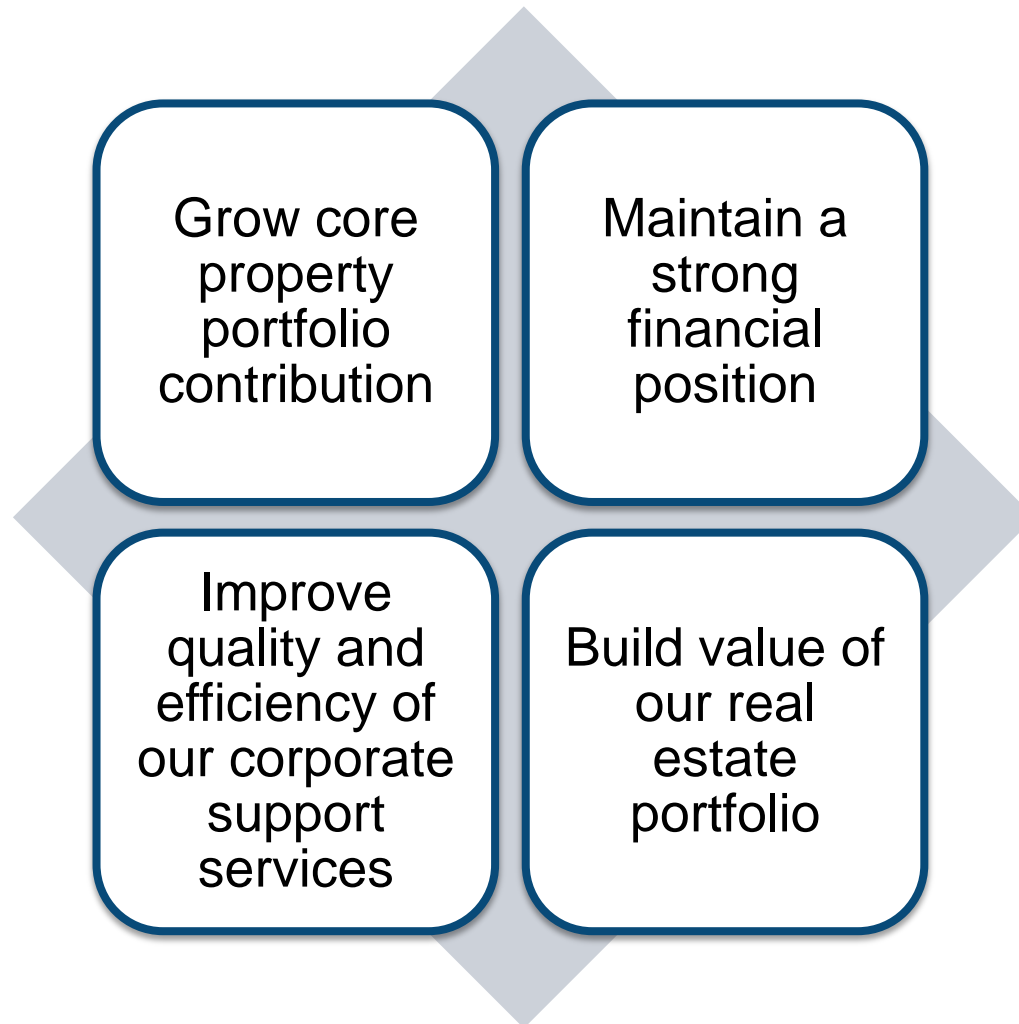 Grow core
property
portfolio
contribution
Maintain a
strong
financial
position
Improve
quality and
efficiency of
our corporate
support
services
Build value of
our real
estate
portfolio